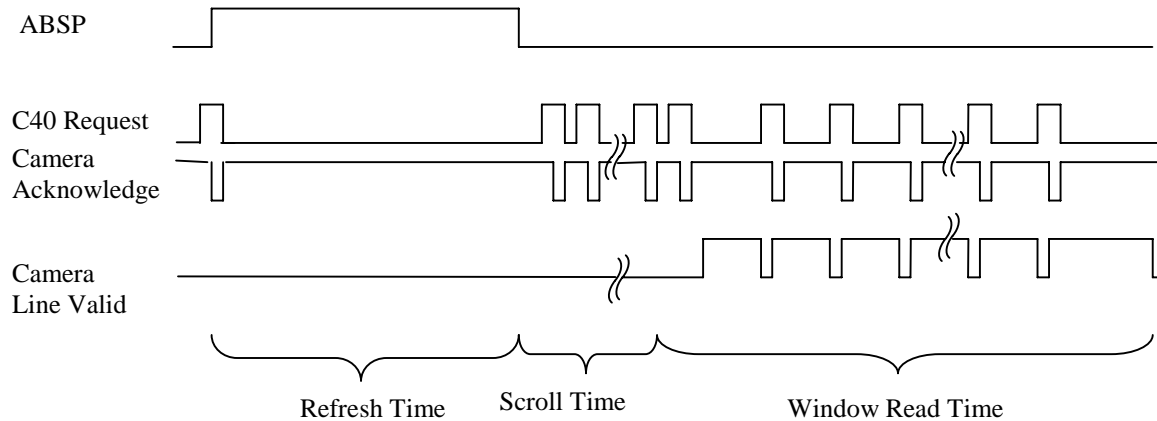 ABSP
C40 Request
Camera
Acknowledge
Camera
Line Valid
Refresh Time
Scroll Time
Window Read Time